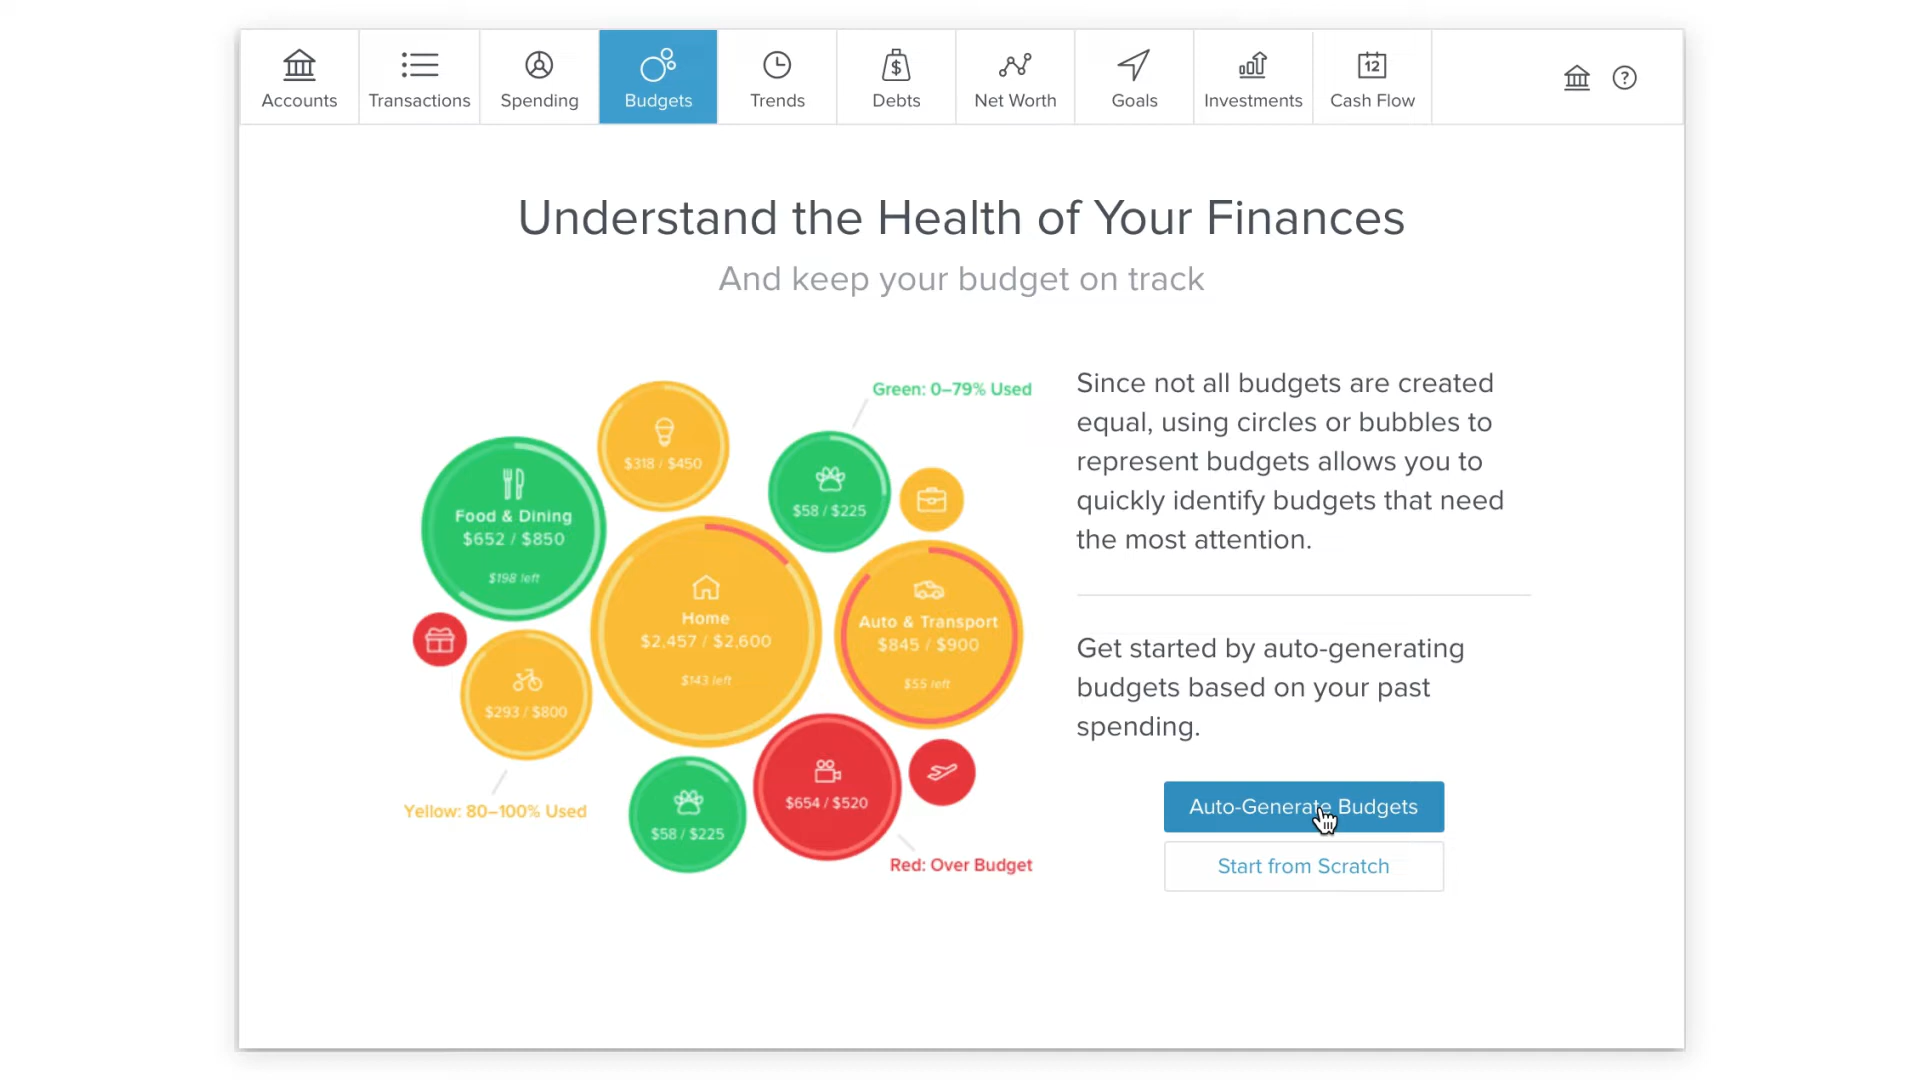 Accounts
Transactions
Spending
Budgets
Trends
Debts
Net Worth
Goals
Investments
12
Cash Flow
?
Understand the Health of Your Finances
And keep your budget on track
Green: 0–79% Used
$318 / $450
Food & Dining
$652 / $850
$198 left
$58 / $225
Home
$2,457 / $2,600
$143 left
Auto & Transport
$845 / $900
$55 left
$293 / $800
$654 / $520
$58 / $225
Yellow: 80–100% Used
Red: Over Budget
Since not all budgets are created
equal, using circles or bubbles to
represent budgets allows you to
quickly identify budgets that need
the most attention.
Get started by auto-generating
budgets based on your past
spending.
Auto-Generate Budgets
Start from Scratch